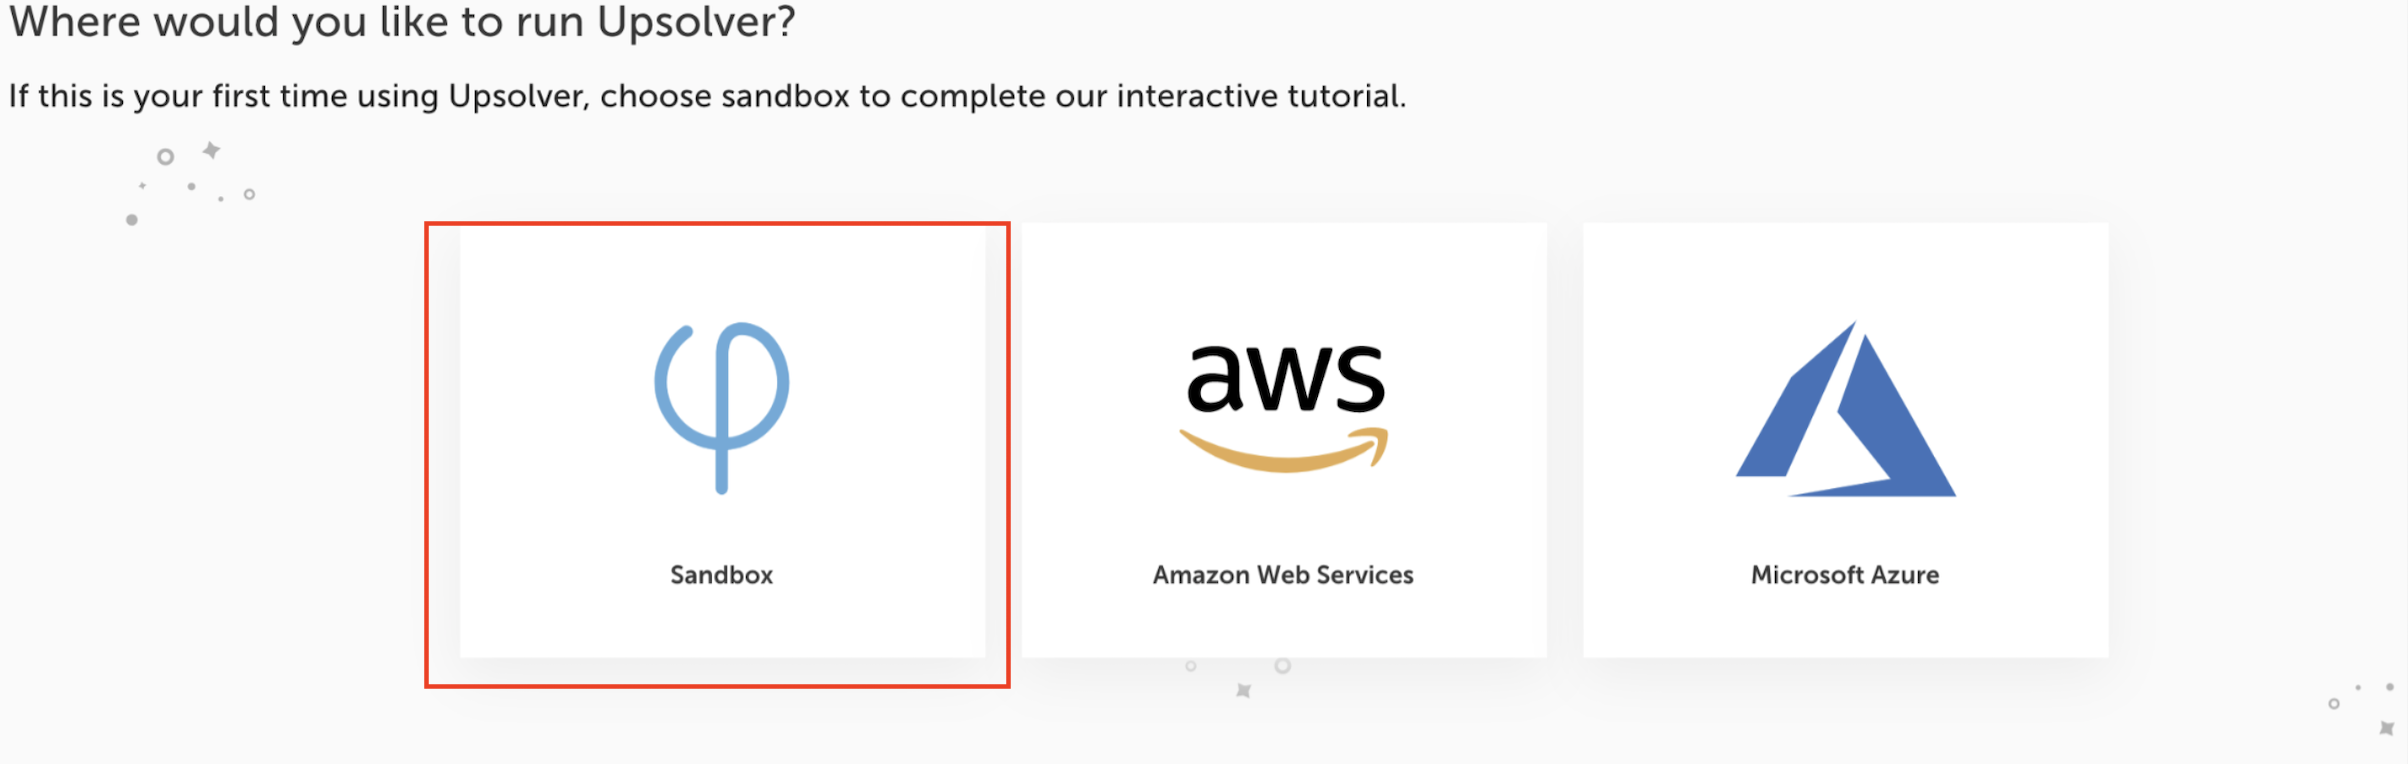 Where would you like to run Upsolver?
If this is your first time using Upsolver, choose sandbox to complete our interactive tutorial.
aws
Sandbox
Amazon Web Services
Microsoft Azure